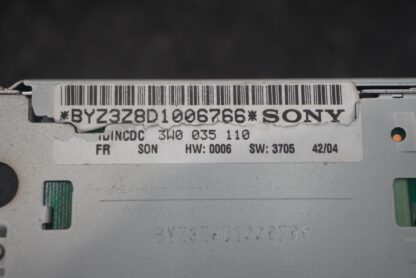 *BYZ3Z8D1006766* SONY
1DINCDC 3W0 035 110
FR SON HW: 0006 SW: 3705 42/04